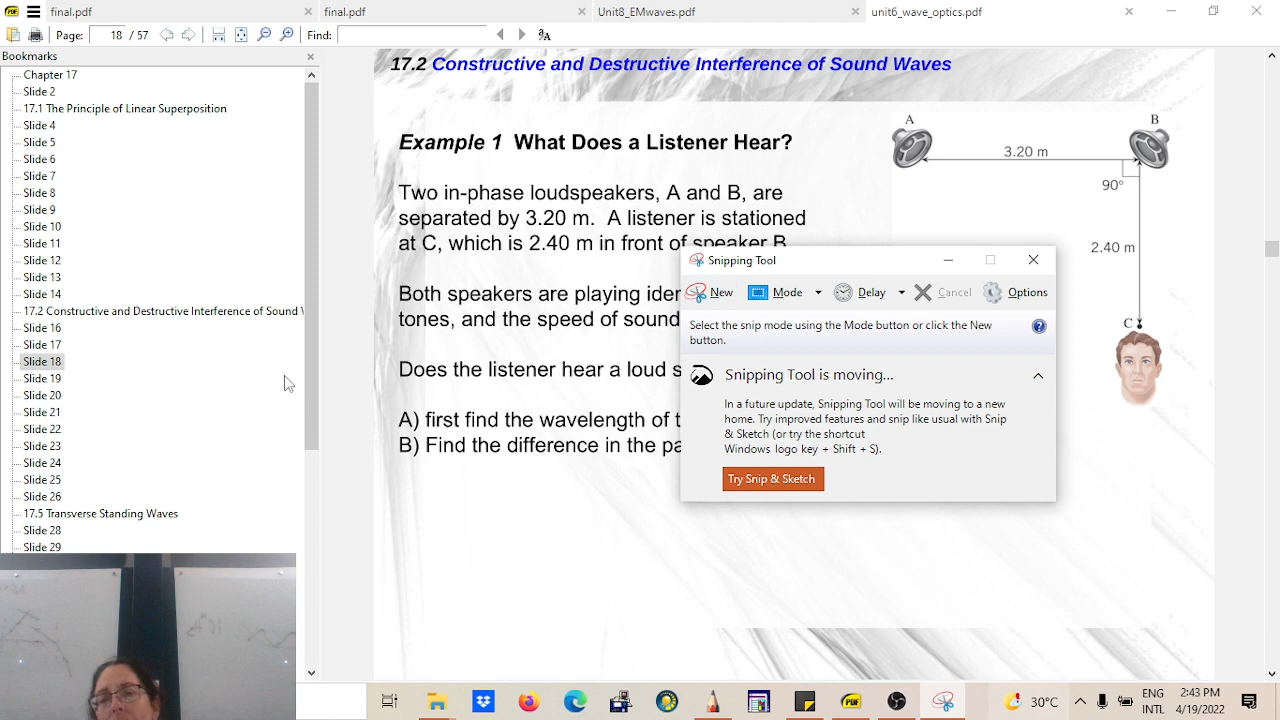 final.pdf
final.pdf
Unit8_EMwaves.pdf
unit6_wave_optics.pdf
Page: 18 / 57
Find:
Bookmarks
Chapter 17
Slide 2
17.1 The Principle of Linear Superposition
Slide 4
Slide 5
Slide 6
Slide 7
Slide 8
Slide 9
Slide 10
Slide 11
Slide 12
Slide 13
Slide 14
17.2 Constructive and Destructive Interference of Sound W
Slide 16
Slide 17
Slide 18
Slide 19
Slide 20
Slide 21
Slide 22
Slide 23
Slide 24
Slide 25
Slide 26
17.5 Transverse Standing Waves
Slide 28
Slide 29
17.2 Constructive and Destructive Interference of Sound Waves
Example 1 What Does a Listener Hear?
Two in-phase loudspeakers, A and B, are
separated by 3.20 m. A listener is stationed
at C, which is 2.40 m in front of speaker B.
Both speakers are playing iden
tones, and the speed of sound
Does the listener hear a loud s
A) first find the wavelength of t
B) Find the difference in the pa
A
B
3.20 m
90°
2.40 m
C
Snipping Tool
New Mode Delay Cancel Options
Select the snip mode using the Mode button or click the New
button.
Snipping Tool is moving...
In a future update, Snipping Tool will be moving to a new
home. Try improved features and snip like usual with Snip
& Sketch (or try the shortcut
Windows logo key + Shift + S).
Try Snip & Sketch
30°C
ENG
INTL
2:43 PM
4/19/2022